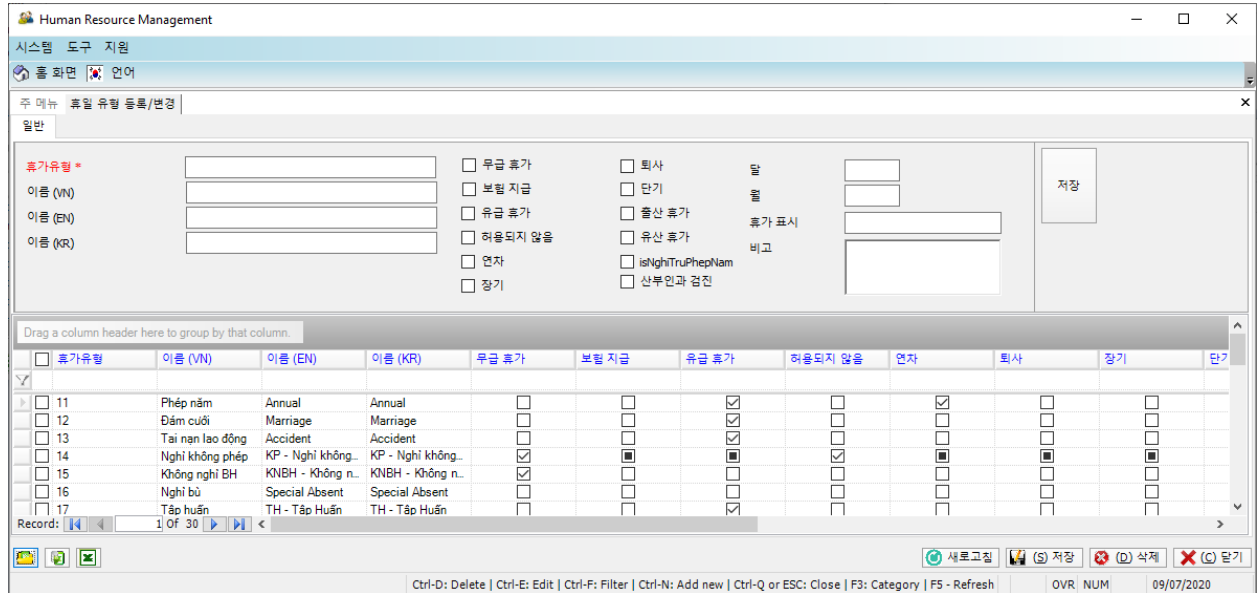 Human Resource Management
시스템 도구 지원
홈 화면 언어
주 메뉴 휴일 유형 등록/변경
일반
휴가유형 *
이름 (VN)
이름 (EN)
이름 (KR)
무급 휴가
보험 지급
유급 휴가
허용되지 않음
연차
장기
퇴사
단기
출산 휴가
유산 휴가
isNghiTruPhepNam
산부인과 검진
달
월
휴가 표시
비고
저장
Drag a column header here to group by that column.
휴가유형 이름 (VN) 이름 (EN) 이름 (KR) 무급 휴가 보험 지급 유급 휴가 허용되지 않음 연차 퇴사 장기 단기
11 Phép năm Annual Annual
12 Đám cưới Marriage Marriage
13 Tai nạn lao động Accident Accident
14 Nghỉ không phép KP - Nghỉ không... KP - Nghỉ không...
15 Không nghỉ BH KNBH - Không n... KNBH - Không n...
16 Nghỉ bù Special Absent Special Absent
17 Tập huấn TH - Tập Huấn TH - Tập Huấn
Record: 1 Of 30
새로고침 (S) 저장 (D) 삭제 (C) 닫기
Ctrl-D: Delete | Ctrl-E: Edit | Ctrl-F: Filter | Ctrl-N: Add new | Ctrl-Q or ESC: Close | F3: Category | F5 - Refresh OVR NUM 09/07/2020